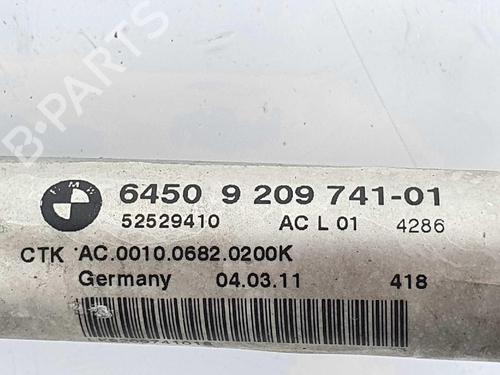 B-PARTS
BMW
6450 9 209 741-01
52529410 AC L 01 4286
CTK AC.0010.0682.0200K
Germany 04.03.11 418